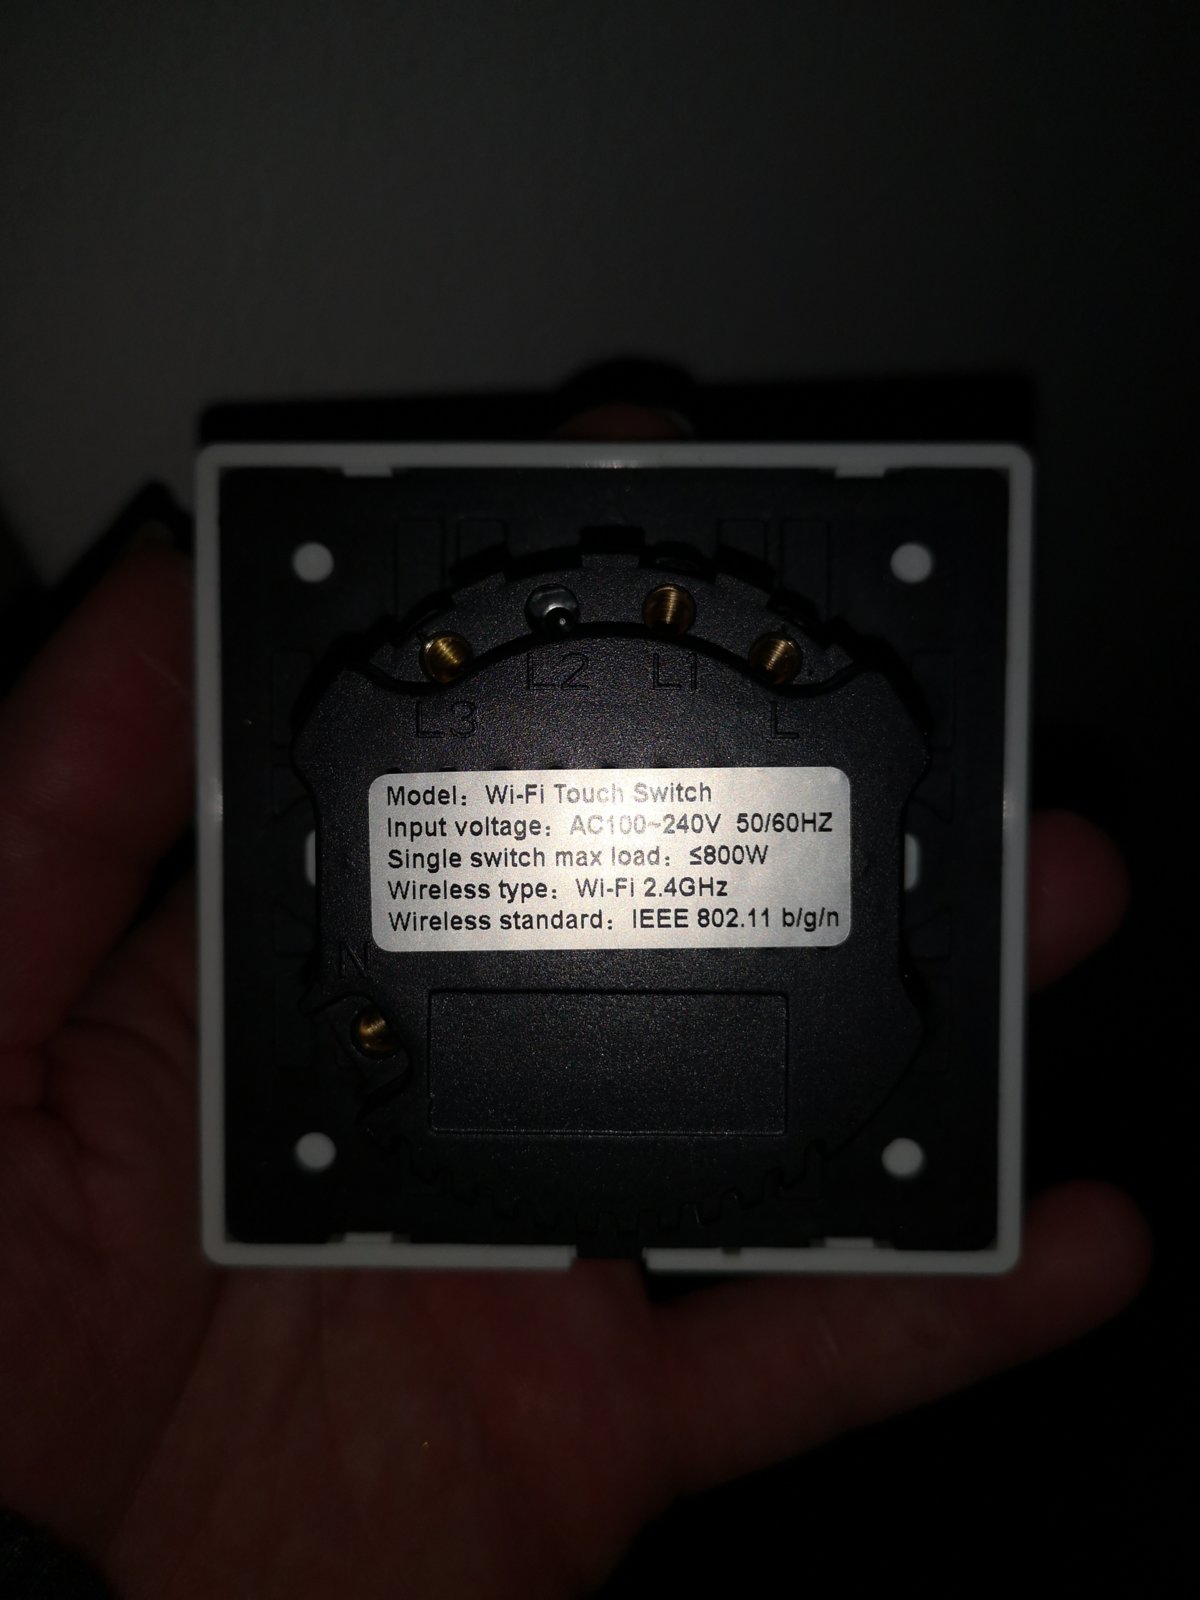 L2 L1
L3 L
Model： Wi-Fi Touch Switch
Input voltage： AC100~240V 50/60HZ
Single switch max load： ≤800W
Wireless type： Wi-Fi 2.4GHz
Wireless standard： IEEE 802.11 b/g/n
N